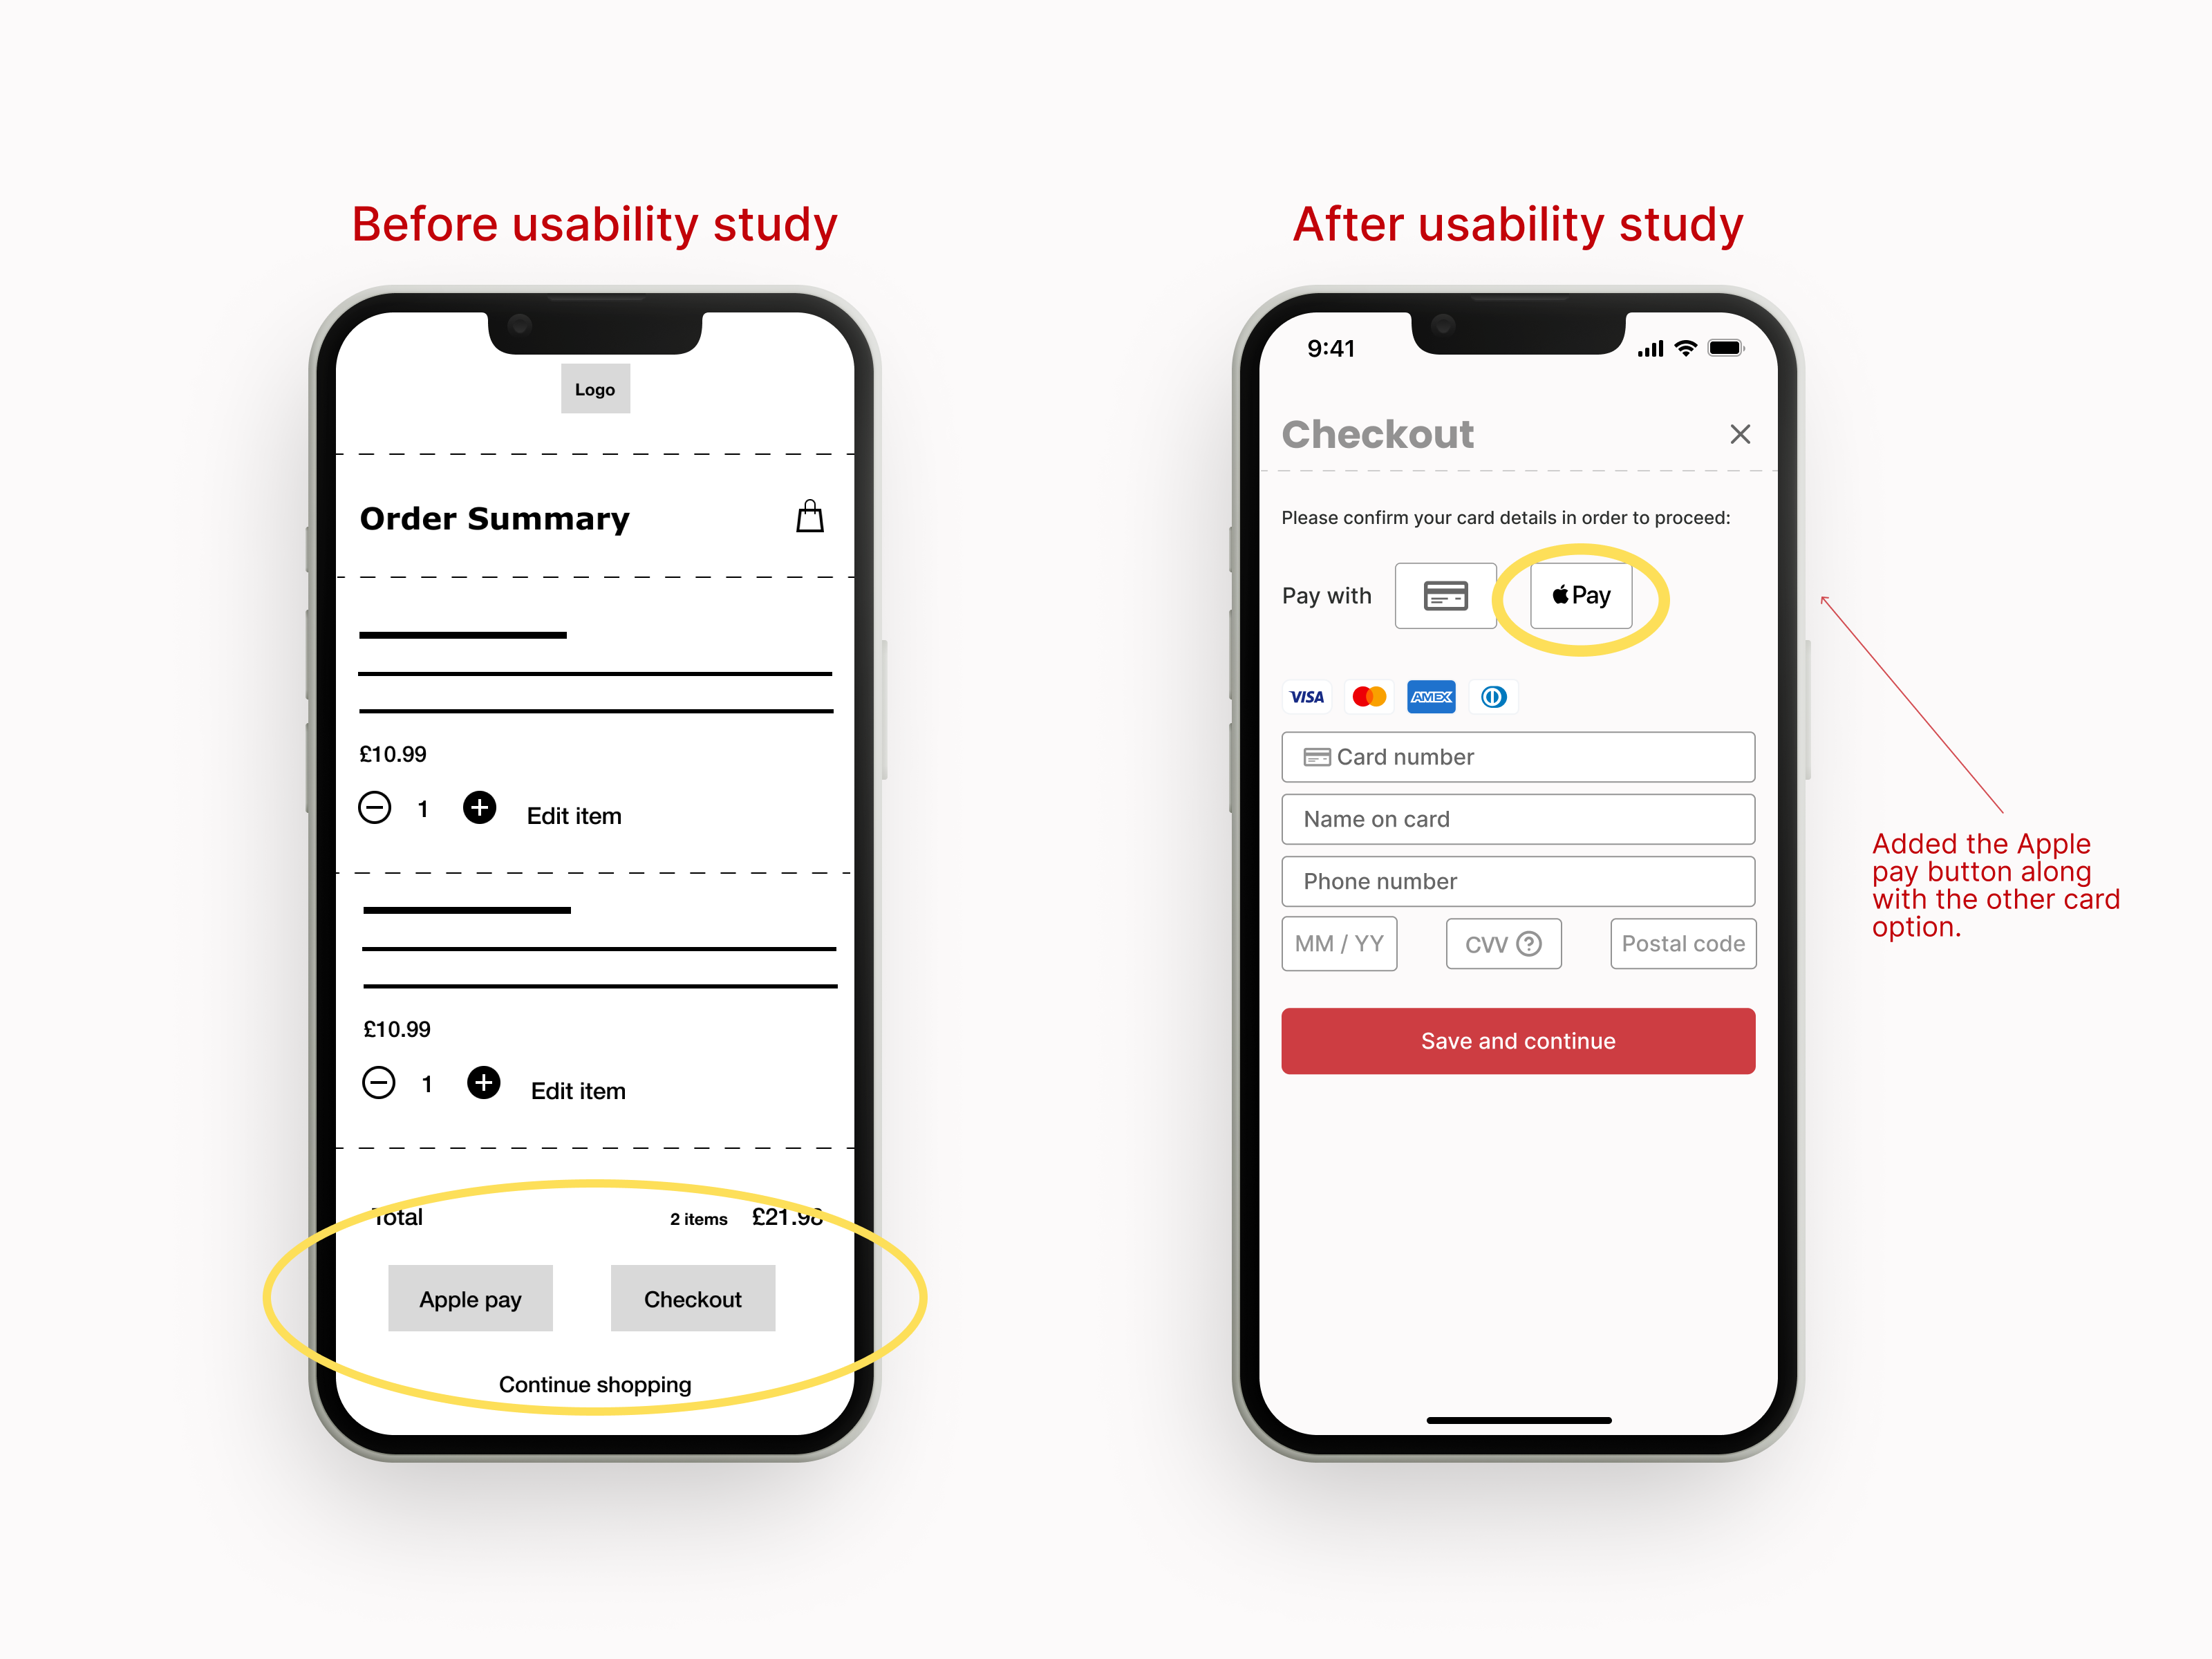 Before usability study
Logo
Order Summary
£10.99
1
Edit item
£10.99
1
Edit item
Total 2 items £21.98
Apple pay Checkout
Continue shopping
After usability study
9:41
Checkout
Please confirm your card details in order to proceed:
Pay with Pay
VISA AMEX
Card number
Name on card
Phone number
MM / YY CVV ? Postal code
Save and continue
Added the Apple
pay button along
with the other card
option.